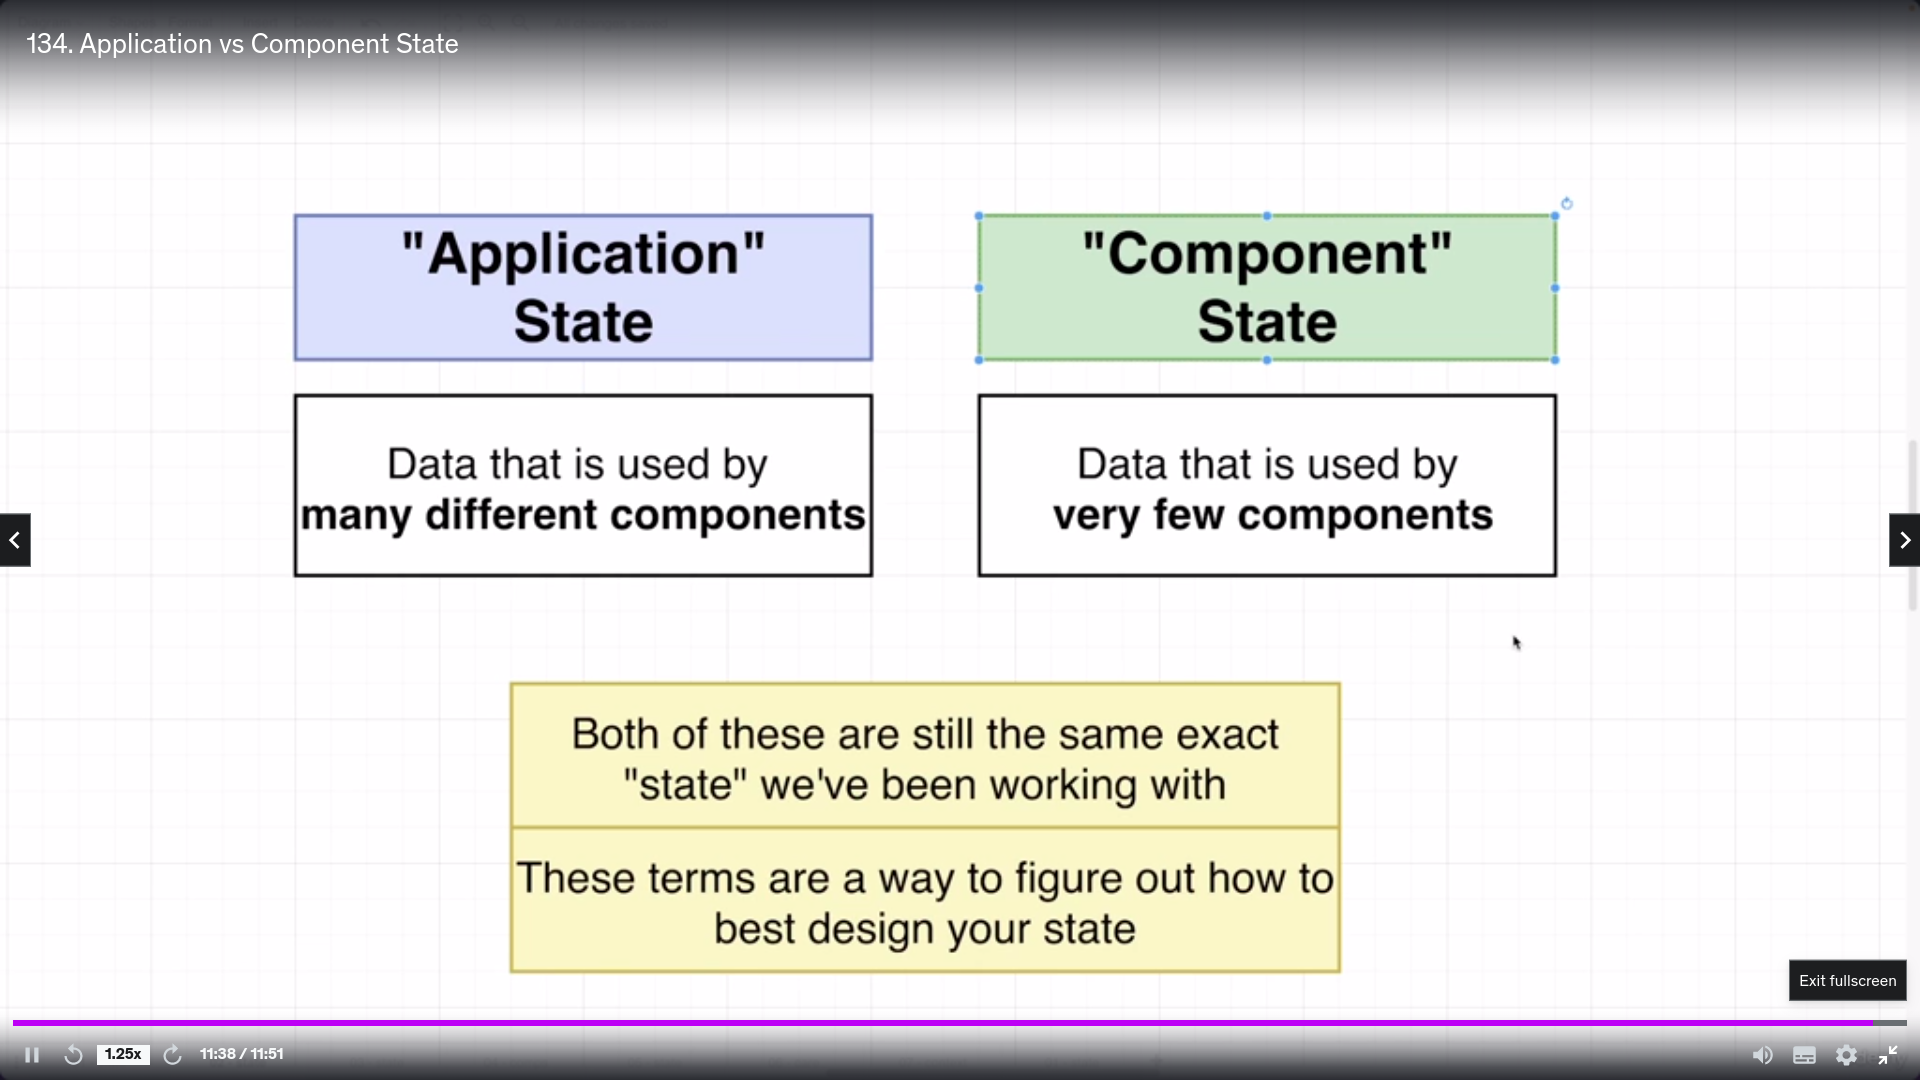 134. Application vs Component State
"Application"
State
"Component"
State
Data that is used by
many different components
Data that is used by
very few components
Both of these are still the same exact
"state" we've been working with
These terms are a way to figure out how to
best design your state
Exit fullscreen
1.25x
11:38 / 11:51